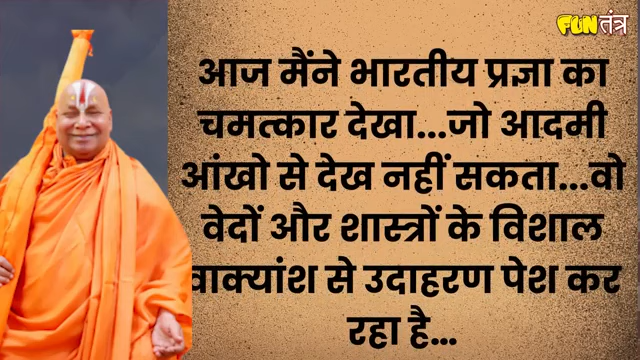 FUNतंत्र
आज मैंने भारतीय प्रज्ञा का
चमत्कार देखा...जो आदमी
आंखो से देख नहीं सकता...वो
वेदों और शास्त्रों के विशाल
वाक्यांश से उदाहरण पेश कर
रहा है...